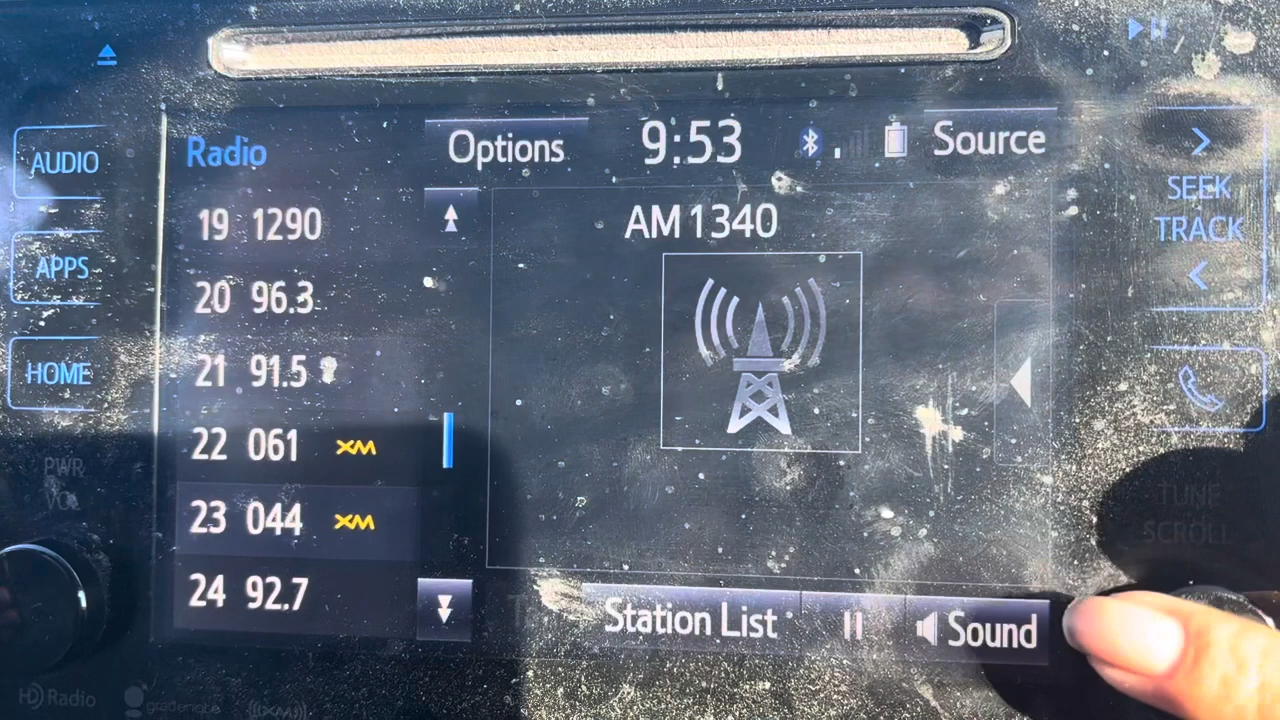 AUDIO
APPS
HOME
PWR
VOL
Radio
Options
9:53
Source
19 1290
20 96.3
21 91.5
22 061 XM
23 044 XM
24 92.7
AM 1340
Station List
Sound
SEEK
TRACK
TUNE
SCROLL
HD Radio
gracenote
XM